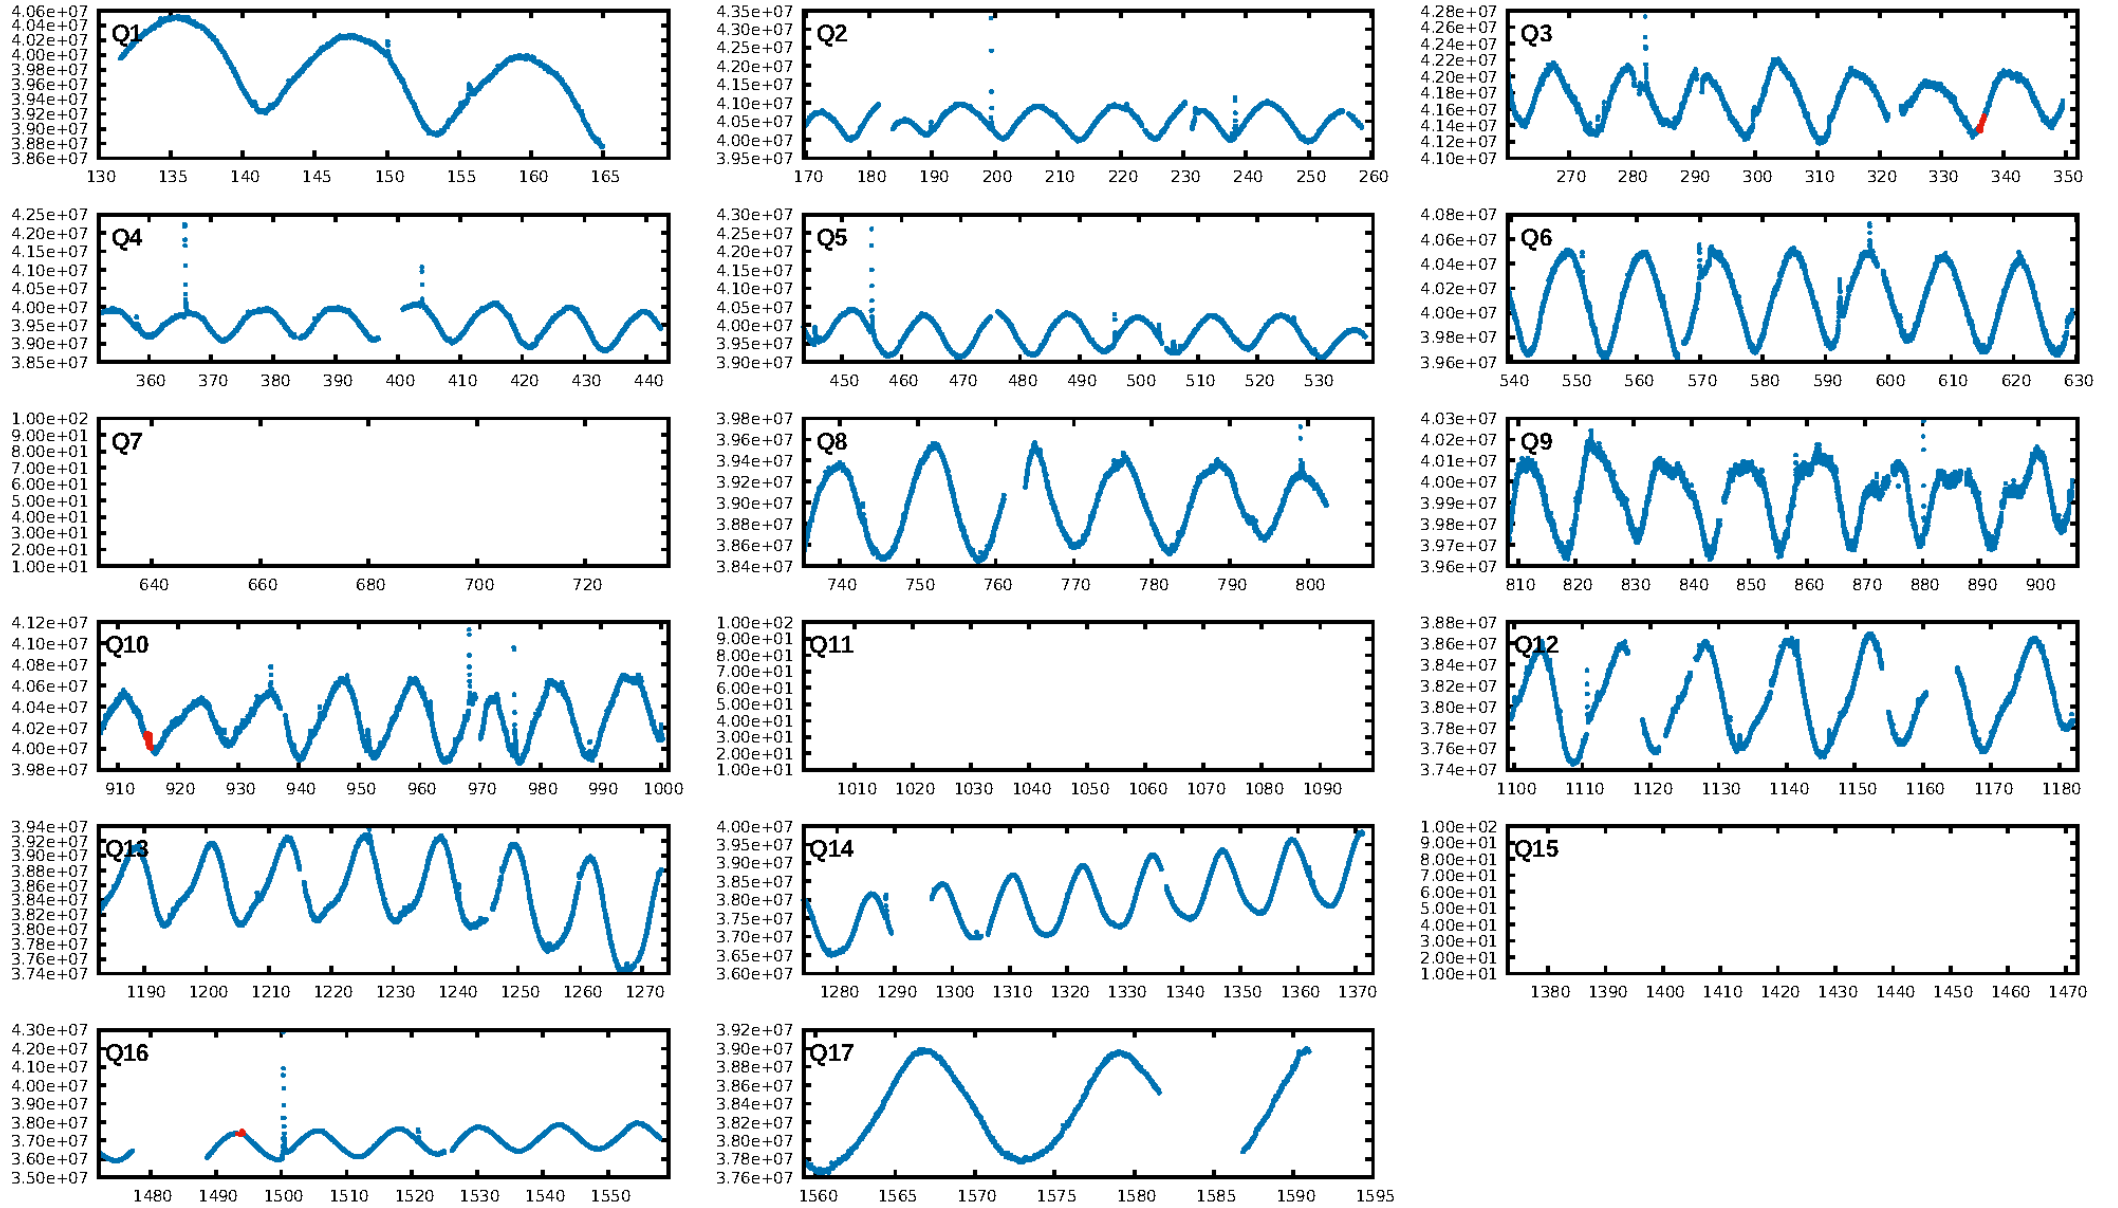 Q1
4.06e+07
4.04e+07
4.02e+07
4.00e+07
3.98e+07
3.96e+07
3.94e+07
3.92e+07
3.90e+07
3.88e+07
3.86e+07
130 135 140 145 150 155 160 165
Q2
4.35e+07
4.30e+07
4.25e+07
4.20e+07
4.15e+07
4.10e+07
4.05e+07
4.00e+07
3.95e+07
170 180 190 200 210 220 230 240 250 260
Q3
4.28e+07
4.26e+07
4.24e+07
4.22e+07
4.20e+07
4.18e+07
4.16e+07
4.14e+07
4.12e+07
4.10e+07
270 280 290 300 310 320 330 340 350
Q4
4.25e+07
4.20e+07
4.15e+07
4.10e+07
4.05e+07
4.00e+07
3.95e+07
3.90e+07
3.85e+07
360 370 380 390 400 410 420 430 440
Q5
4.30e+07
4.25e+07
4.20e+07
4.15e+07
4.10e+07
4.05e+07
4.00e+07
3.95e+07
3.90e+07
450 460 470 480 490 500 510 520 530
Q6
4.08e+07
4.06e+07
4.04e+07
4.02e+07
4.00e+07
3.98e+07
3.96e+07
540 550 560 570 580 590 600 610 620 630
Q7
1.00e+02
9.00e+01
8.00e+01
7.00e+01
6.00e+01
5.00e+01
4.00e+01
3.00e+01
2.00e+01
1.00e+01
640 660 680 700 720
Q8
3.98e+07
3.96e+07
3.94e+07
3.92e+07
3.90e+07
3.88e+07
3.86e+07
3.84e+07
740 750 760 770 780 790 800
Q9
4.03e+07
4.02e+07
4.01e+07
4.00e+07
3.99e+07
3.98e+07
3.97e+07
3.96e+07
810 820 830 840 850 860 870 880 890 900
Q10
4.12e+07
4.10e+07
4.08e+07
4.06e+07
4.04e+07
4.02e+07
4.00e+07
3.98e+07
910 920 930 940 950 960 970 980 990 1000
Q11
1.00e+02
9.00e+01
8.00e+01
7.00e+01
6.00e+01
5.00e+01
4.00e+01
3.00e+01
2.00e+01
1.00e+01
1010 1020 1030 1040 1050 1060 1070 1080 1090
Q12
3.88e+07
3.86e+07
3.84e+07
3.82e+07
3.80e+07
3.78e+07
3.76e+07
3.74e+07
1100 1110 1120 1130 1140 1150 1160 1170 1180
Q13
3.94e+07
3.92e+07
3.90e+07
3.88e+07
3.86e+07
3.84e+07
3.82e+07
3.80e+07
3.78e+07
3.76e+07
3.74e+07
1190 1200 1210 1220 1230 1240 1250 1260 1270
Q14
4.00e+07
3.95e+07
3.90e+07
3.85e+07
3.80e+07
3.75e+07
3.70e+07
3.65e+07
3.60e+07
1280 1290 1300 1310 1320 1330 1340 1350 1360 1370
Q15
1.00e+02
9.00e+01
8.00e+01
7.00e+01
6.00e+01
5.00e+01
4.00e+01
3.00e+01
2.00e+01
1.00e+01
1380 1390 1400 1410 1420 1430 1440 1450 1460 1470
Q16
4.30e+07
4.20e+07
4.10e+07
4.00e+07
3.90e+07
3.80e+07
3.70e+07
3.60e+07
3.50e+07
1480 1490 1500 1510 1520 1530 1540 1550
Q17
3.92e+07
3.90e+07
3.88e+07
3.86e+07
3.84e+07
3.82e+07
3.80e+07
3.78e+07
3.76e+07
1560 1565 1570 1575 1580 1585 1590 1595